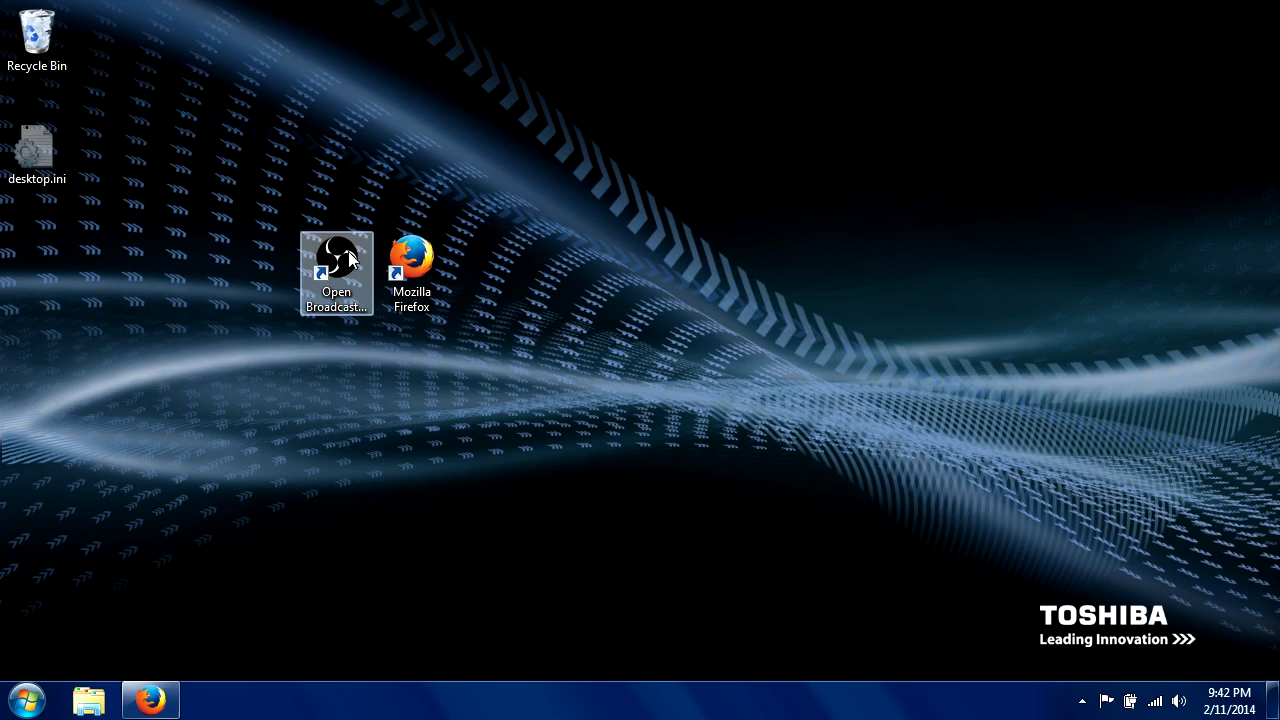 Recycle Bin
desktop.ini
Open
Broadcast...
Mozilla
Firefox
TOSHIBA
Leading Innovation >>>
9:42 PM
2/11/2014